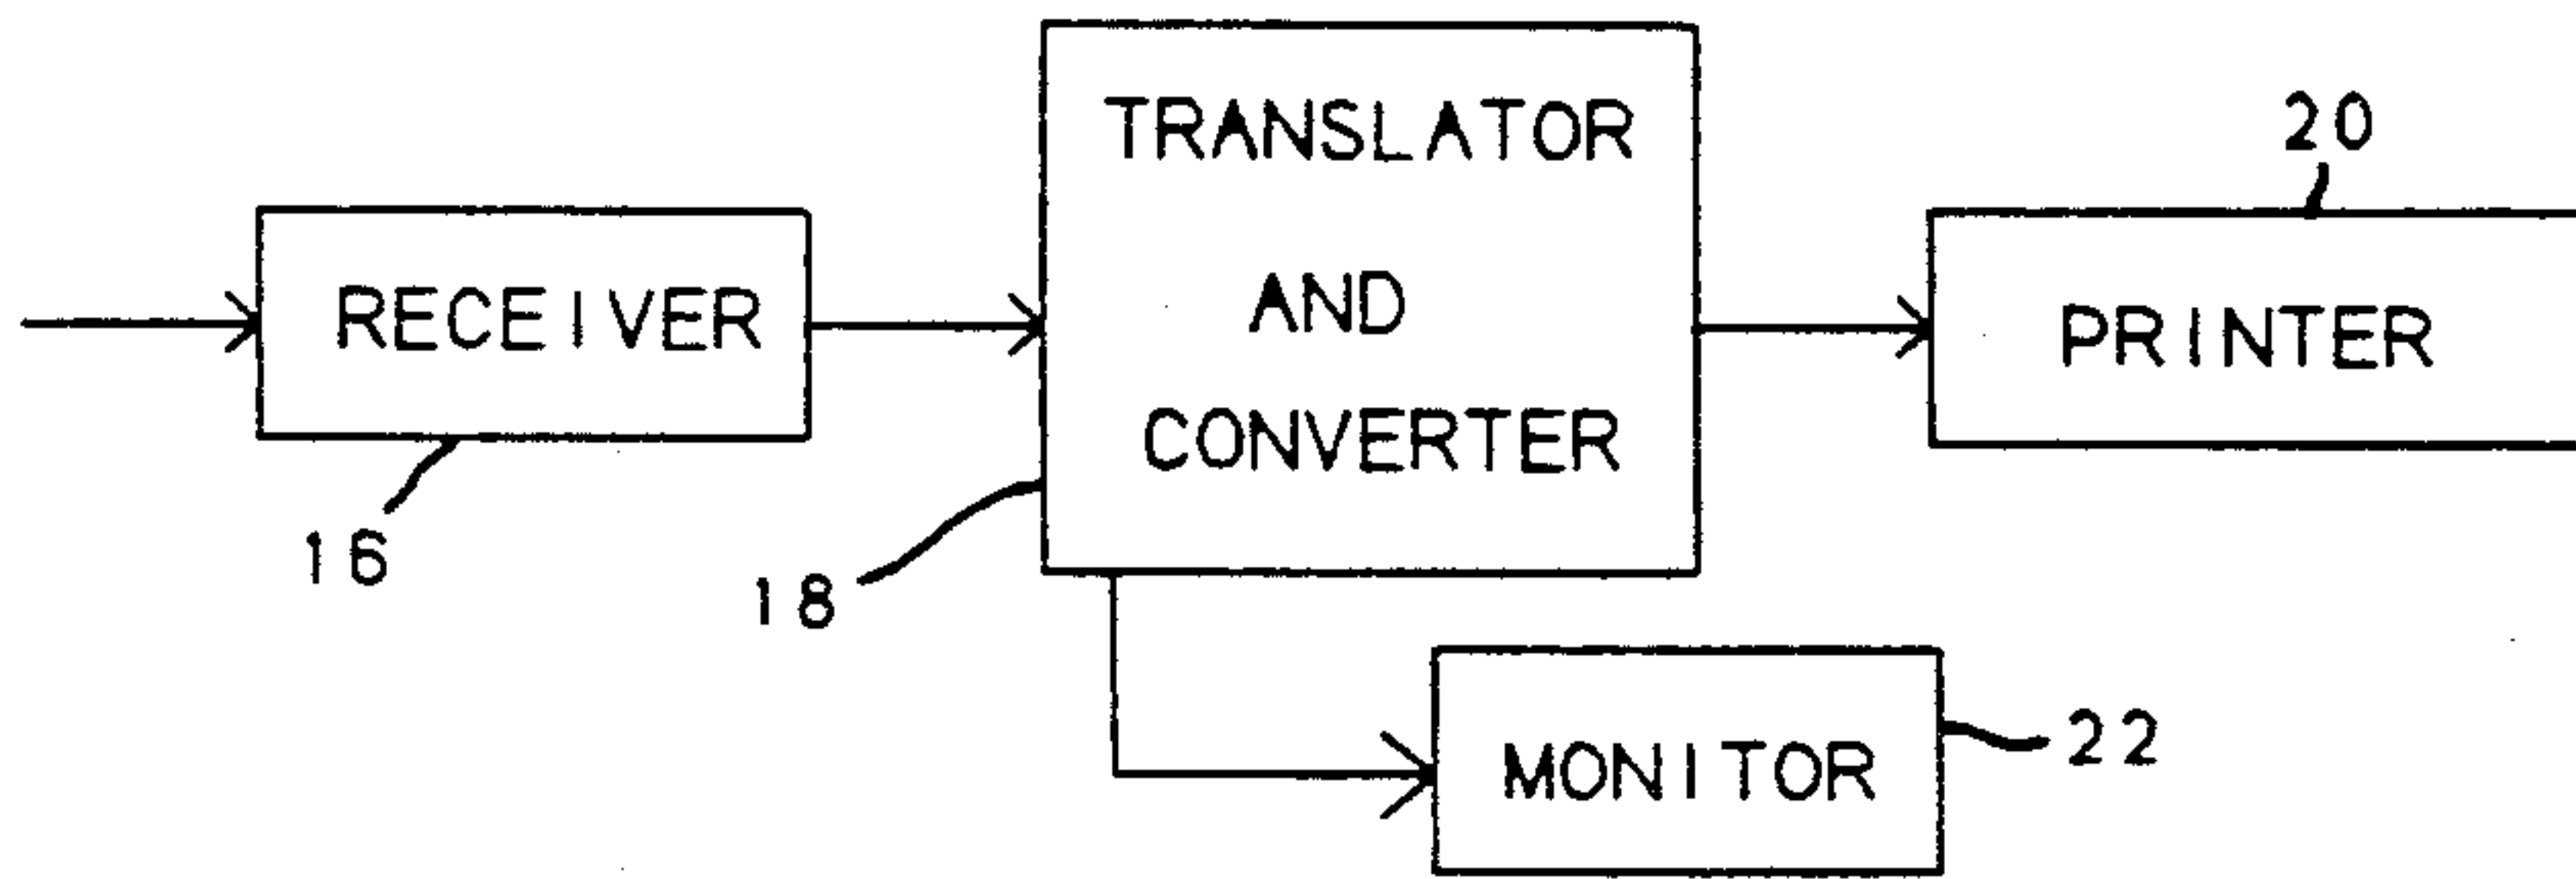 TRANSLATOR
AND
CONVERTER
RECEIVER
PRINTER
20
16
18
MONITOR
22